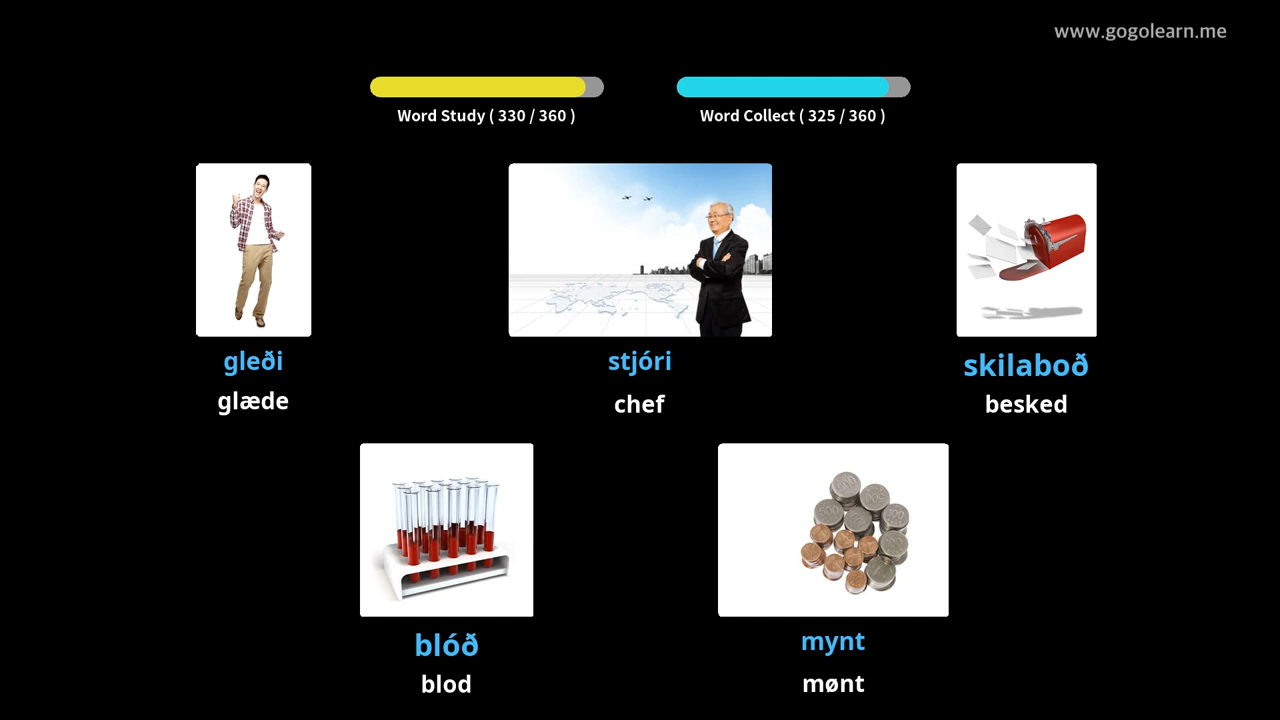 www.gogolearn.me
Word Study ( 330 / 360 )
Word Collect ( 325 / 360 )
gleði
stjóri
skilaboð
glæde
chef
besked
blóð
mynt
blod
mønt